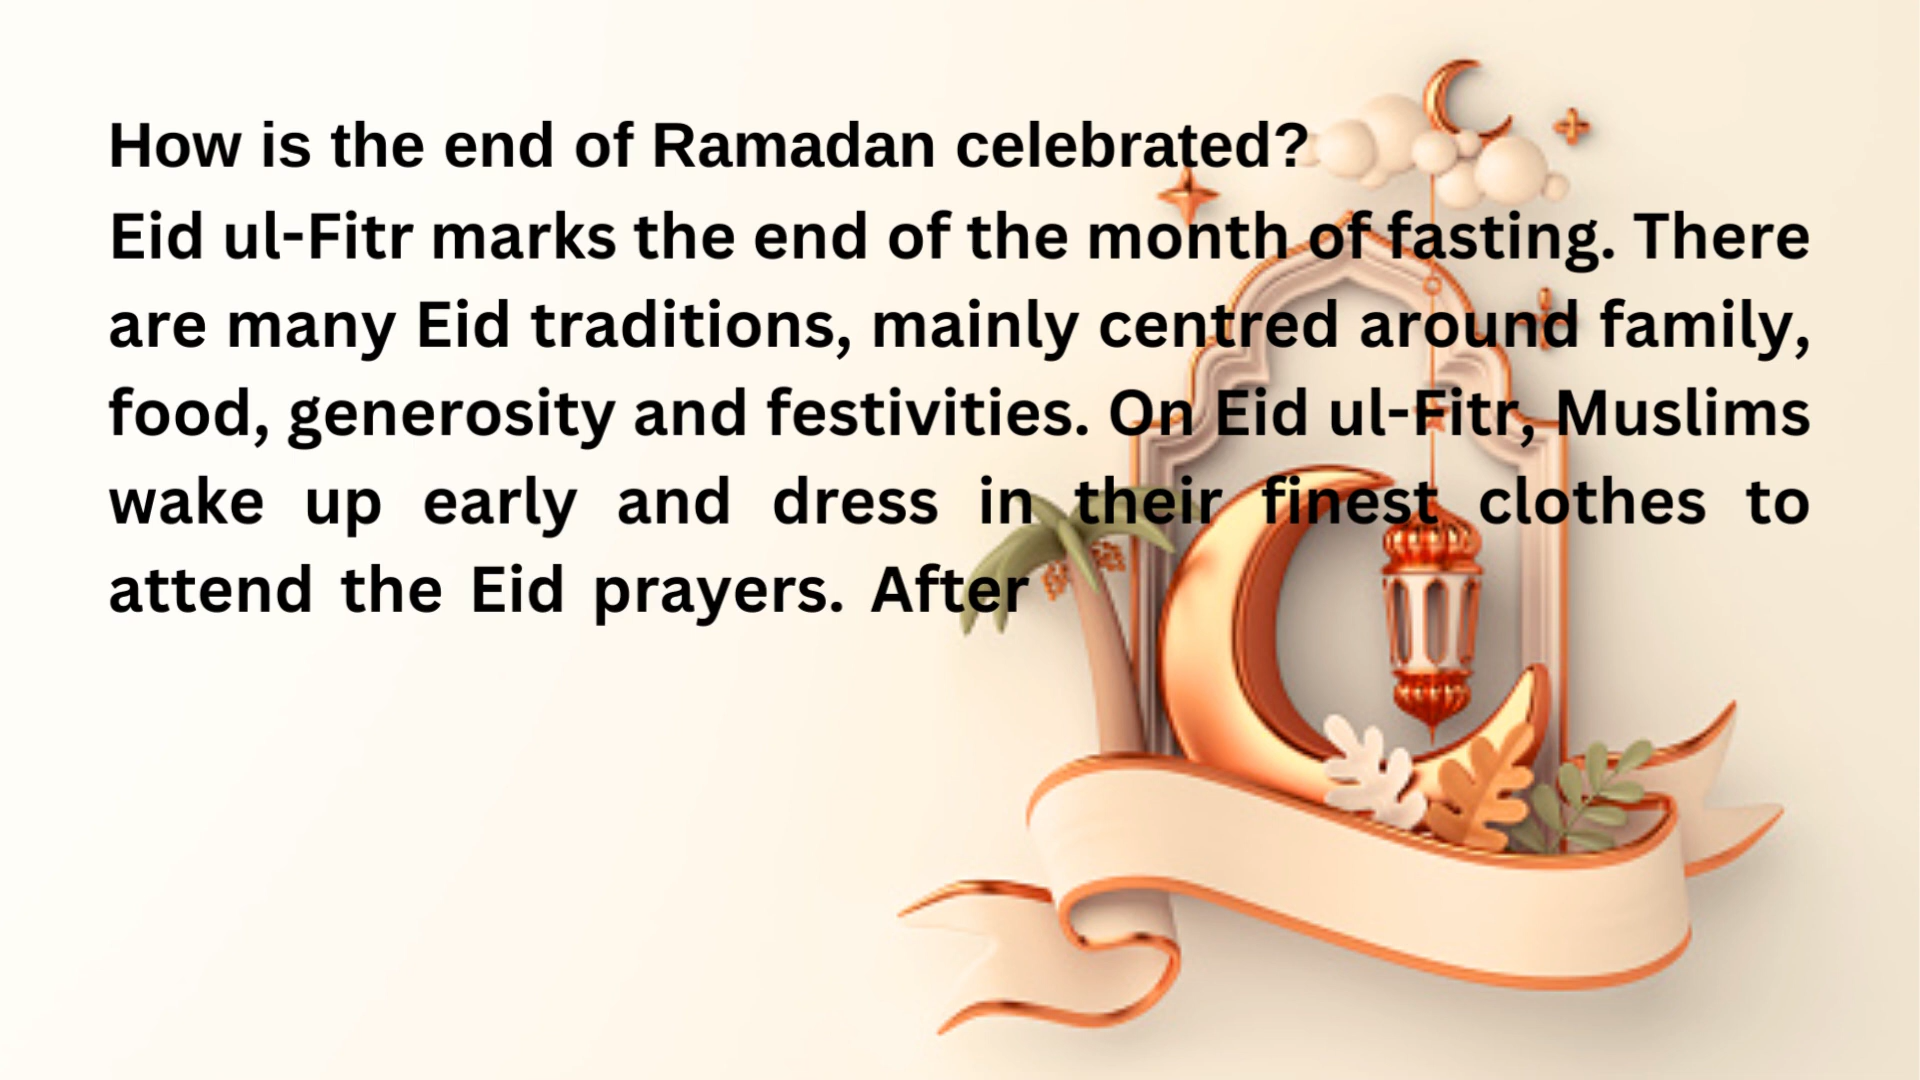 How is the end of Ramadan celebrated?
Eid ul-Fitr marks the end of the month of fasting. There
are many Eid traditions, mainly centred around family,
food, generosity and festivities. On Eid ul-Fitr, Muslims
wake up early and dress in their finest clothes to
attend the Eid prayers. After